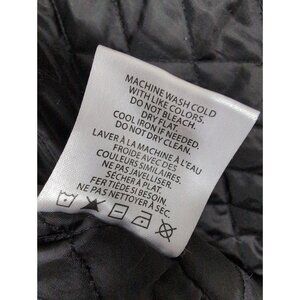 MACHINE WASH COLD
WITH LIKE COLORS.
DO NOT BLEACH.
DRY FLAT.
COOL IRON IF NEEDED.
DO NOT DRY CLEAN.
LAVER À LA MACHINE À L'EAU
FROIDE AVEC DES
COULEURS SIMILAIRES.
NE PAS JAVELLISER.
SÉCHER À PLAT.
FER TIÈDE SI BESOIN.
NE PAS NETTOYER À SEC.